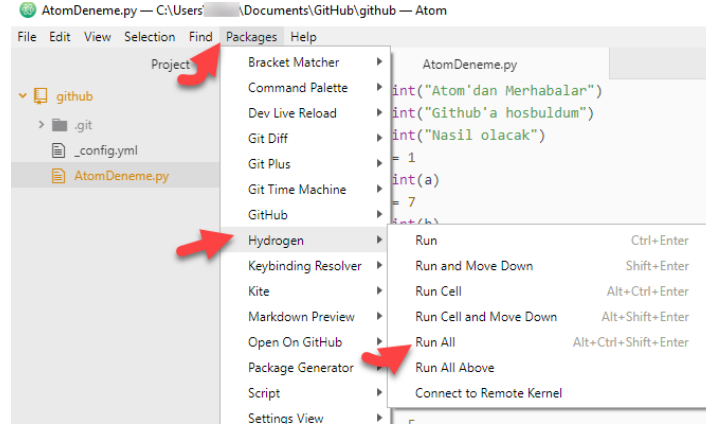 AtomDeneme.py — C:\Users\ \Documents\GitHub\github — Atom
File Edit View Selection Find Packages Help
Project
github
.git
_config.yml
AtomDeneme.py
Bracket Matcher
Command Palette
Dev Live Reload
Git Diff
Git Plus
Git Time Machine
GitHub
Hydrogen
Keybinding Resolver
Kite
Markdown Preview
Open On GitHub
Package Generator
Script
Settings View
AtomDeneme.py
int("Atom'dan Merhabalar")
int("Github'a hosbuldum")
int("Nasil olacak")
= 1
int(a)
= 7
int(b)
Run Ctrl+Enter
Run and Move Down Shift+Enter
Run Cell Alt+Ctrl+Enter
Run Cell and Move Down Alt+Shift+Enter
Run All Alt+Ctrl+Shift+Enter
Run All Above
Connect to Remote Kernel